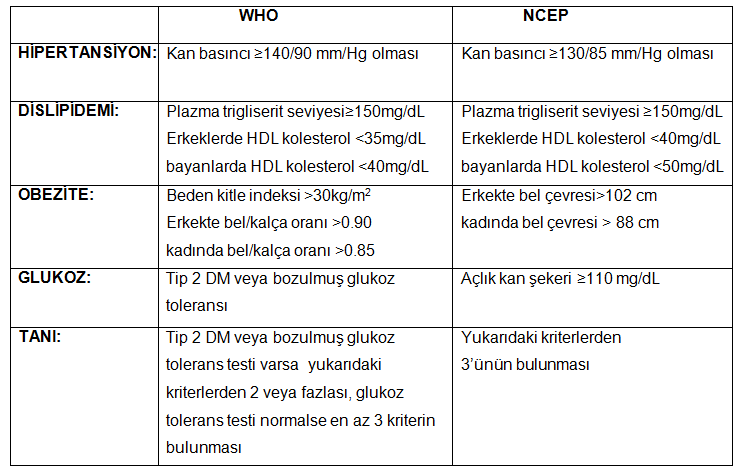 WHO NCEP
HİPERTANSİYON: Kan basıncı ≥140/90 mm/Hg olması Kan basıncı ≥130/85 mm/Hg olması
DİSLİPİDEMİ: Plazma trigliserit seviyesi≥150mg/dL Plazma trigliserit seviyesi ≥150mg/dL
Erkeklerde HDL kolesterol <35mg/dL Erkeklerde HDL kolesterol <40mg/dL
bayanlarda HDL kolesterol <40mg/dL bayanlarda HDL kolesterol <50mg/dL
OBEZİTE: Beden kitle indeksi >30kg/m² Erkekte bel çevresi>102 cm
Erkekte bel/kalça oranı >0.90 kadında bel çevresi > 88 cm
kadında bel/kalça oranı >0.85
GLUKOZ: Tip 2 DM veya bozulmuş glukoz Açlık kan şekeri ≥110 mg/dL
toleransı
TANI: Tip 2 DM veya bozulmuş glukoz Yukarıdaki kriterlerden
tolerans testi varsa yukarıdaki 3’ünün bulunması
kriterlerden 2 veya fazlası, glukoz
tolerans testi normalse en az 3 kriterin
bulunması